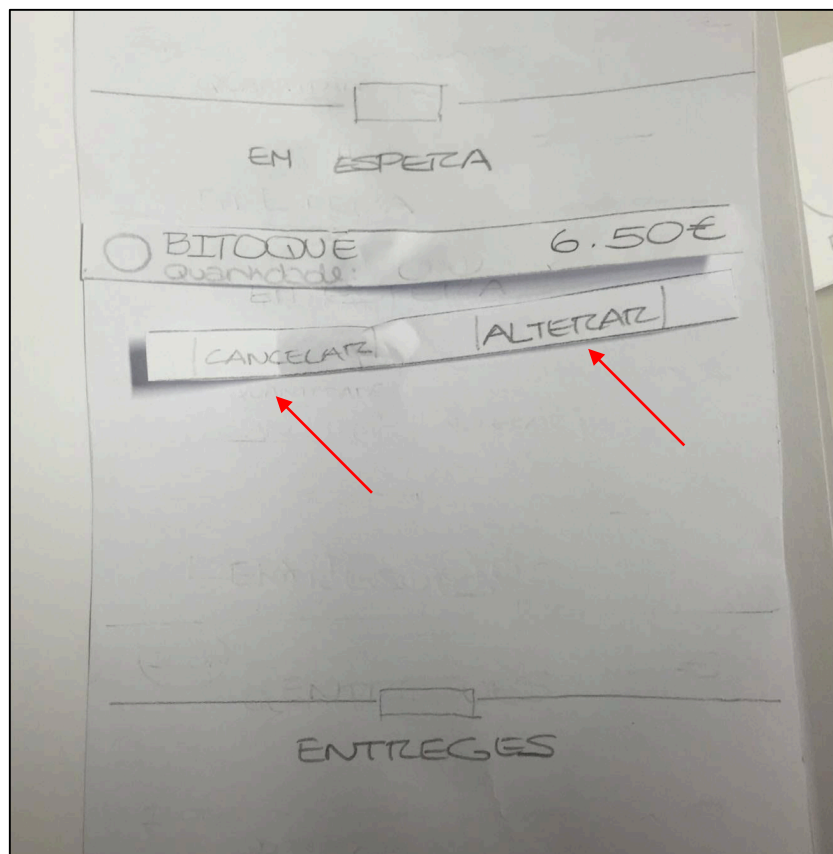 EM ESPERA
BITOQUE 6.50€
Quantidade:
CANCELAR ALTERAR
ENTREGES